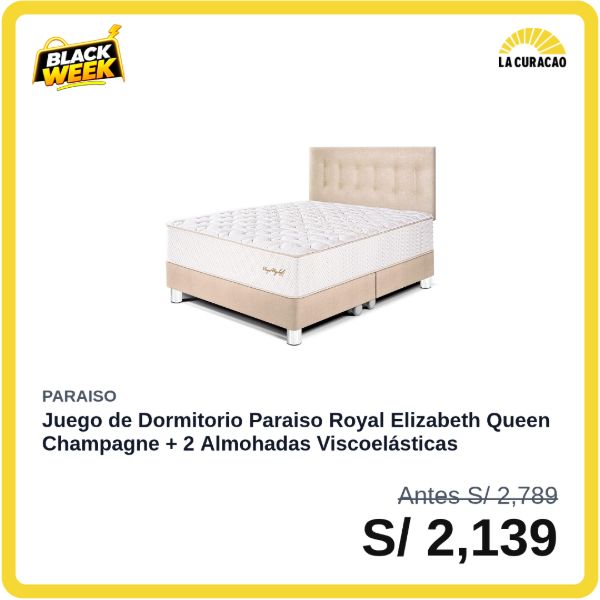 BLACK
WEEK
LA CURACAO
PARAISO
Juego de Dormitorio Paraiso Royal Elizabeth Queen
Champagne + 2 Almohadas Viscoelásticas
Antes S/ 2,789
S/ 2,139